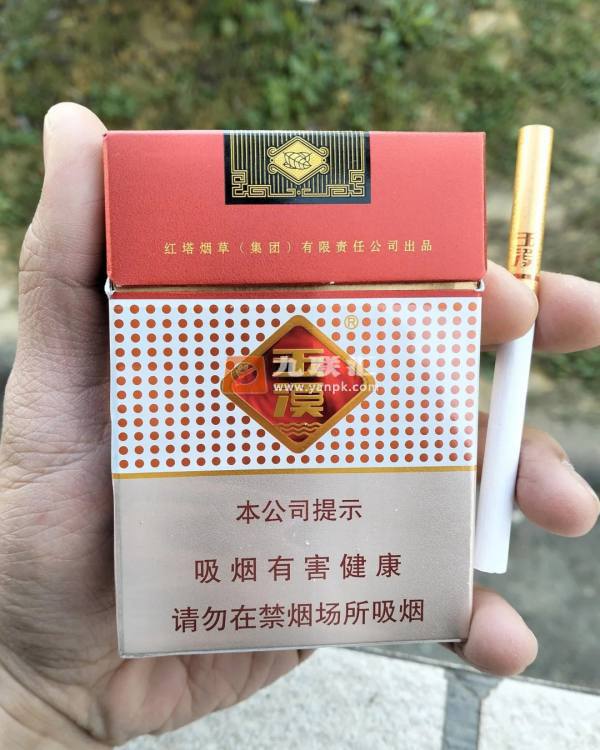 红塔烟草（集团）有限责任公司出品
玉溪
®
www.yanpk.com
本公司提示
吸烟有害健康
请勿在禁烟场所吸烟
玉溪